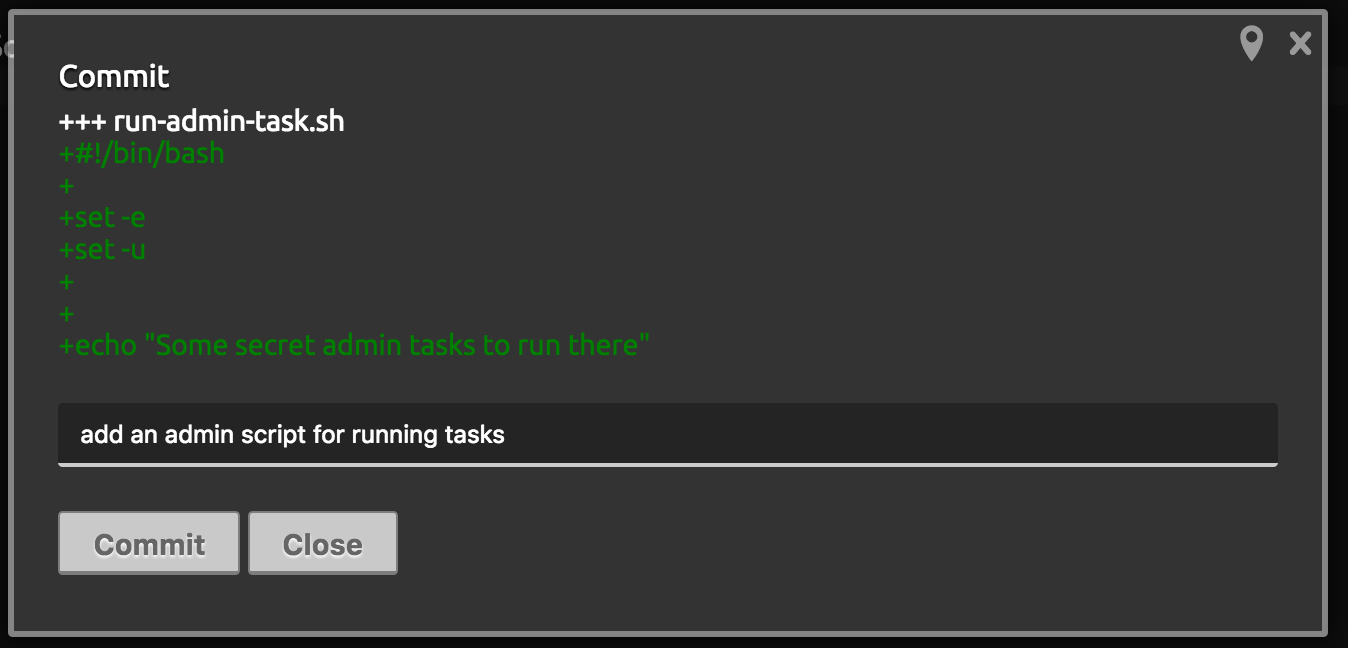 Commit
+++ run-admin-task.sh
+#!/bin/bash
+
+set -e
+set -u
+
+
+echo "Some secret admin tasks to run there"
add an admin script for running tasks
Commit Close